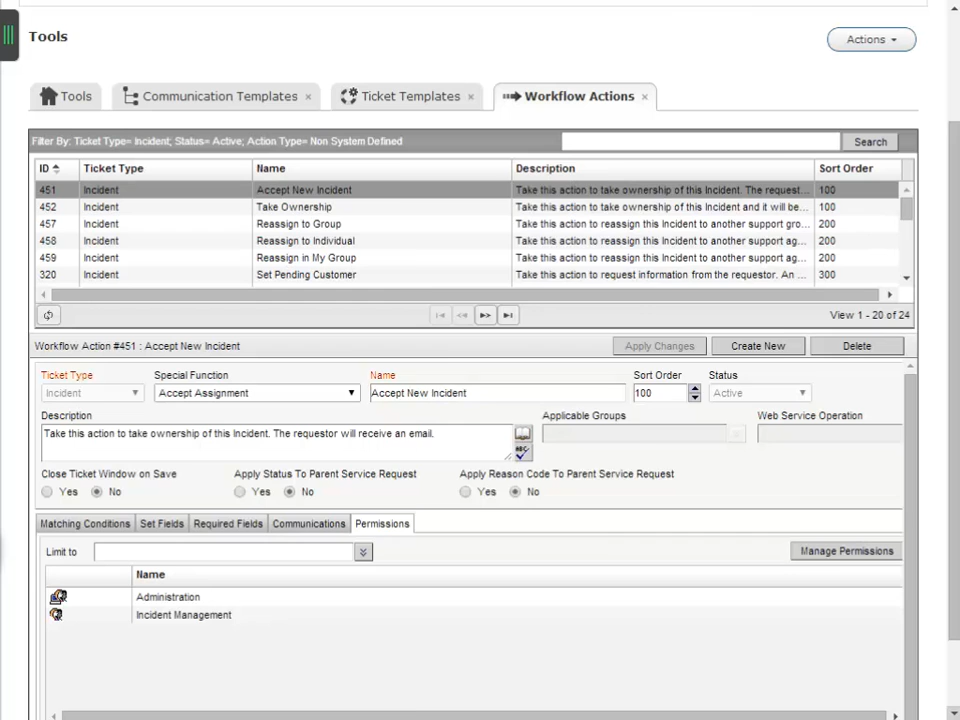 Tools
Actions
Tools
Communication Templates ×
Ticket Templates ×
Workflow Actions ×
Filter By: Ticket Type= Incident; Status= Active; Action Type= Non System Defined
Search
ID Ticket Type Name Description Sort Order
451 Incident Accept New Incident Take this action to take ownership of this Incident. The request... 100
452 Incident Take Ownership Take this action to take ownership of this Incident and it will be... 100
457 Incident Reassign to Group Take this action to reassign this Incident to another support gro... 200
458 Incident Reassign to Individual Take this action to reassign this Incident to another support ag... 200
459 Incident Reassign in My Group Take this action to reassign this Incident to another support ag... 200
320 Incident Set Pending Customer Take this action to request information from the requestor. An ... 300
View 1 - 20 of 24
Workflow Action #451 : Accept New Incident
Apply Changes
Create New
Delete
Ticket Type Special Function Name Sort Order Status
Incident Accept Assignment Accept New Incident 100 Active
Description Applicable Groups Web Service Operation
Take this action to take ownership of this Incident. The requestor will receive an email.
ABC
Close Ticket Window on Save Apply Status To Parent Service Request Apply Reason Code To Parent Service Request
Yes No Yes No Yes No
Matching Conditions Set Fields Required Fields Communications Permissions
Limit to
Manage Permissions
Name
Administration
Incident Management